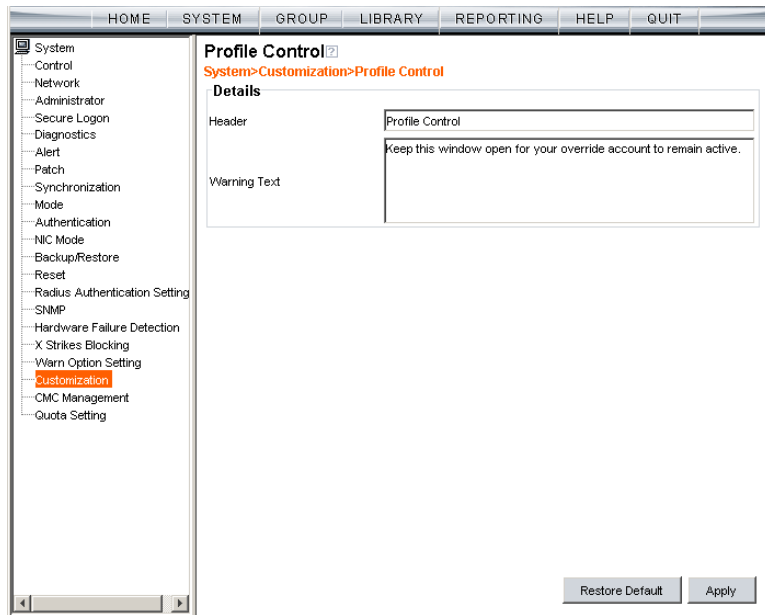 HOME SYSTEM GROUP LIBRARY REPORTING HELP QUIT
System
Control
Network
Administrator
Secure Logon
Diagnostics
Alert
Patch
Synchronization
Mode
Authentication
NIC Mode
Backup/Restore
Reset
Radius Authentication Setting
SNMP
Hardware Failure Detection
X Strikes Blocking
Warn Option Setting
Customization
CMC Management
Quota Setting
Profile Control?
System>Customization>Profile Control
Details
Header
Profile Control
Warning Text
Keep this window open for your override account to remain active.
Restore Default
Apply